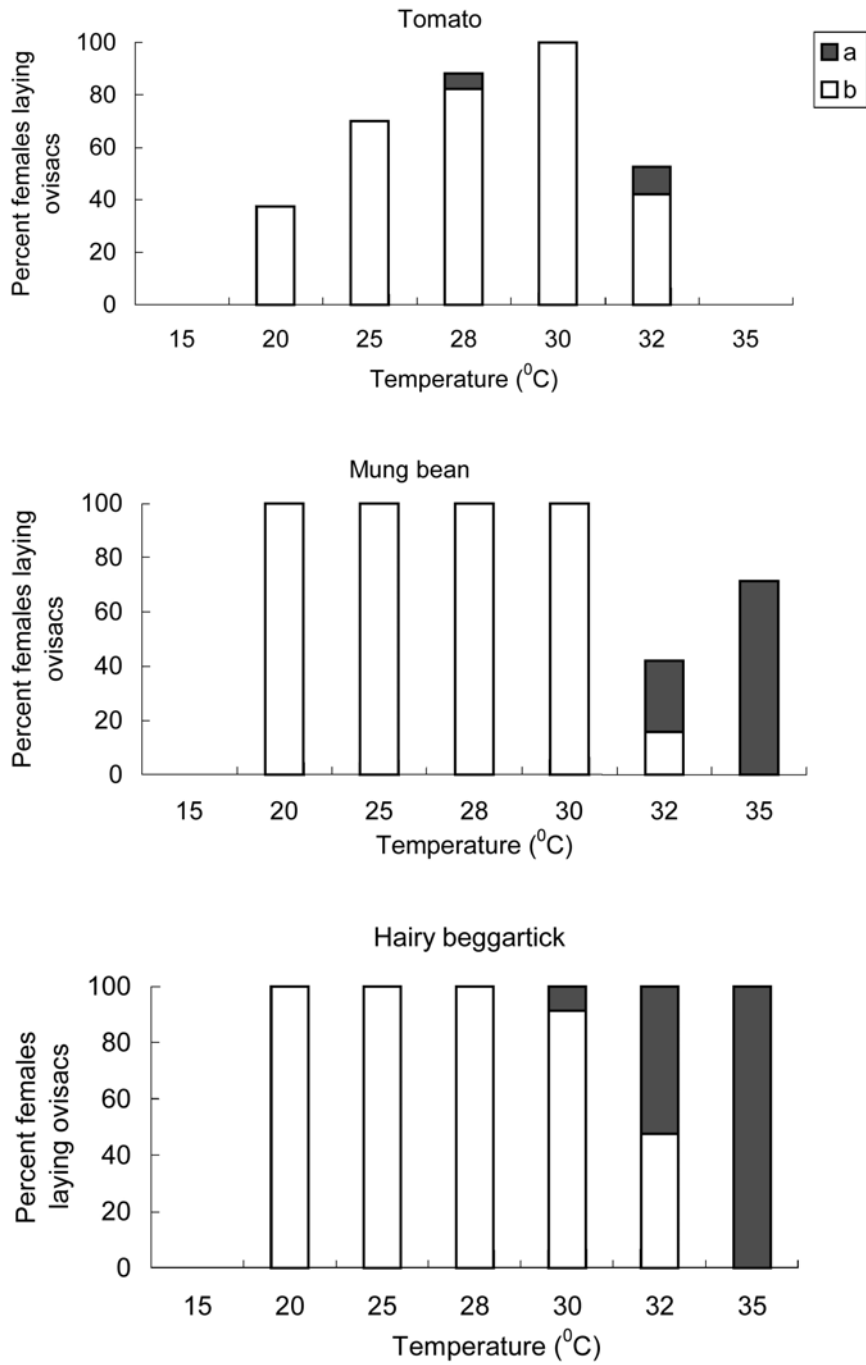 Tomato
a
b
Percent females laying
ovisacs
100
80
60
40
20
0
15 20 25 28 30 32 35
Temperature (⁰C)
Mung bean
Percent females laying
ovisacs
100
80
60
40
20
0
15 20 25 28 30 32 35
Temperature (⁰C)
Hairy beggartick
Percent females
laying ovisacs
100
80
60
40
20
0
15 20 25 28 30 32 35
Temperature (⁰C)